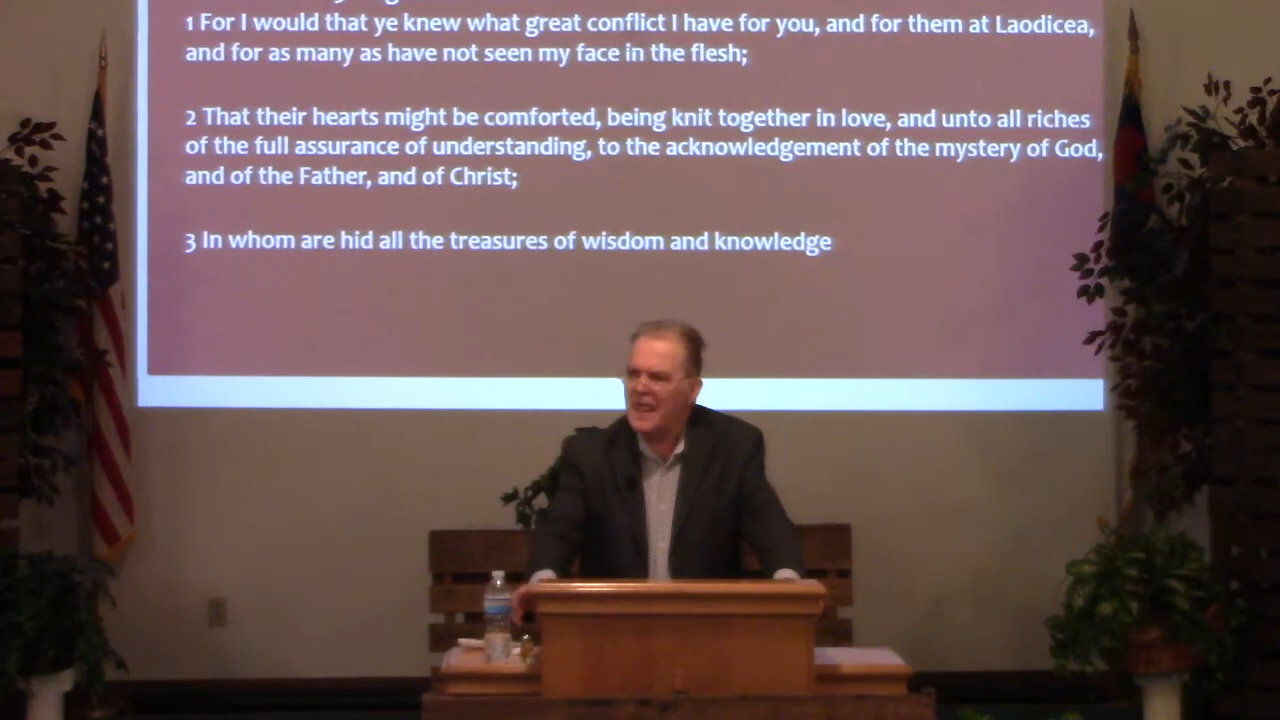 1 For I would that ye knew what great conflict I have for you, and for them at Laodicea,
and for as many as have not seen my face in the flesh;
2 That their hearts might be comforted, being knit together in love, and unto all riches
of the full assurance of understanding, to the acknowledgement of the mystery of God,
and of the Father, and of Christ;
3 In whom are hid all the treasures of wisdom and knowledge